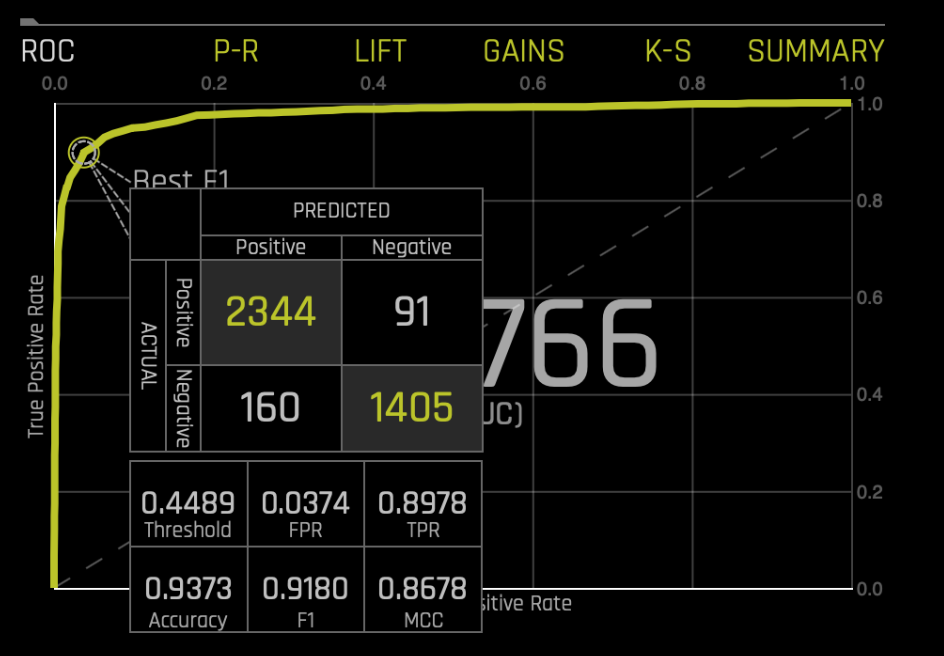 ROC P-R LIFT GAINS K-S SUMMARY
0.0 0.2 0.4 0.6 0.8 1.0
1.0
Best F1
0.8
0.6
0.4
0.2
0.0
True Positive Rate
PREDICTED
Positive Negative
ACTUAL
Positive
2344 91
Negative
160 1405
766
UC)
0.4489 0.0374 0.8978
Threshold FPR TPR
0.9373 0.9180 0.8678
Accuracy F1 MCC
sitive Rate